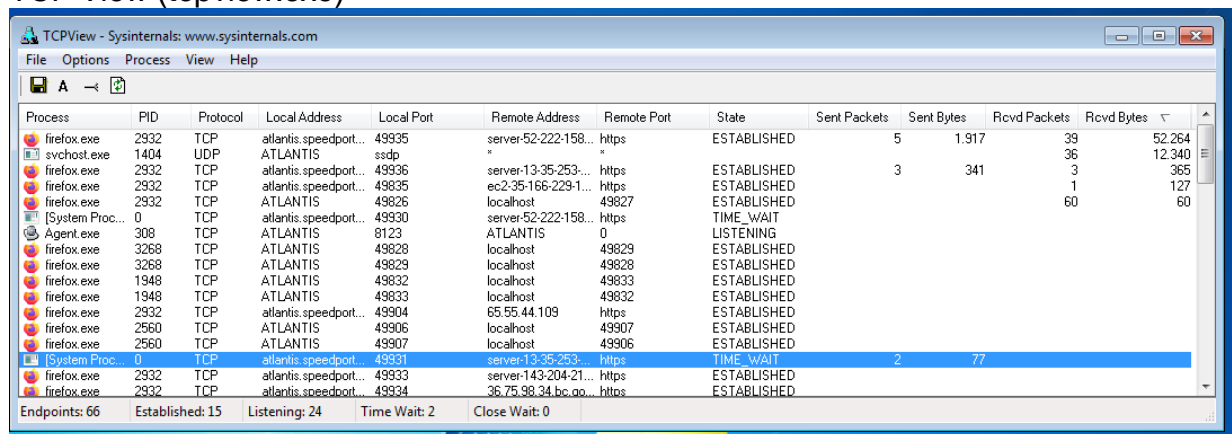 TCPView - Sysinternals: www.sysinternals.com
File Options Process View Help
A
Process PID Protocol Local Address Local Port Remote Address Remote Port State Sent Packets Sent Bytes Rcvd Packets Rcvd Bytes
firefox.exe 2932 TCP atlantis.speedport... 49935 server-52-222-158... https ESTABLISHED 5 1.917 39 52.264
svchost.exe 1404 UDP ATLANTIS ssdp * * 36 12.340
firefox.exe 2932 TCP atlantis.speedport... 49936 server-13-35-253-... https ESTABLISHED 3 341 3 365
firefox.exe 2932 TCP atlantis.speedport... 49835 ec2-35-166-229-1... https ESTABLISHED 1 127
firefox.exe 2932 TCP ATLANTIS 49826 localhost 49827 ESTABLISHED 60 60
[System Proc... 0 TCP atlantis.speedport... 49930 server-52-222-158... https TIME_WAIT
Agent.exe 308 TCP ATLANTIS 8123 ATLANTIS 0 LISTENING
firefox.exe 3268 TCP ATLANTIS 49828 localhost 49829 ESTABLISHED
firefox.exe 3268 TCP ATLANTIS 49829 localhost 49828 ESTABLISHED
firefox.exe 1948 TCP ATLANTIS 49832 localhost 49833 ESTABLISHED
firefox.exe 1948 TCP ATLANTIS 49833 localhost 49832 ESTABLISHED
firefox.exe 2932 TCP atlantis.speedport... 49904 65.55.44.109 https ESTABLISHED
firefox.exe 2560 TCP ATLANTIS 49906 localhost 49907 ESTABLISHED
firefox.exe 2560 TCP ATLANTIS 49907 localhost 49906 ESTABLISHED
[System Proc... 0 TCP atlantis.speedport... 49931 server-13-35-253-... https TIME_WAIT 2 77
firefox.exe 2932 TCP atlantis.speedport... 49933 server-143-204-21... https ESTABLISHED
firefox.exe 2932 TCP atlantis.speedport... 49934 36.75.98.34.bc.go... https ESTABLISHED
Endpoints: 66 Established: 15 Listening: 24 Time Wait: 2 Close Wait: 0